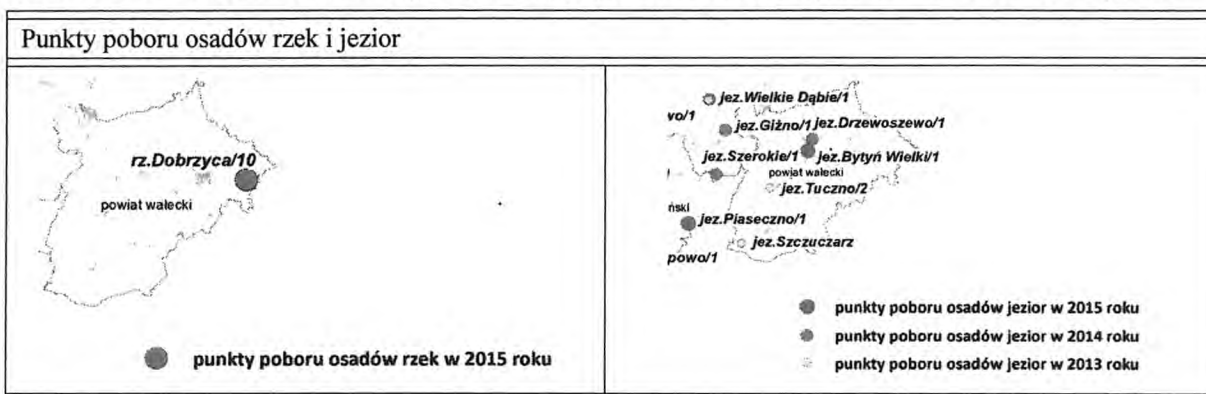 Punkty poboru osadów rzek i jezior
rz.Dobrzyca/10
powiat wałecki
punkty poboru osadów rzek w 2015 roku
jez.Wielkie Dąbie/1
vo/1
jez.Giżno/1
jez.Drzewoszewo/1
jez.Szerokie/1
jez.Bytyń Wielki/1
powiat wałecki
jez.Tuczno/2
ński
jez.Piaseczno/1
jez.Szczuczarz
powo/1
punkty poboru osadów jezior w 2015 roku
punkty poboru osadów jezior w 2014 roku
punkty poboru osadów jezior w 2013 roku